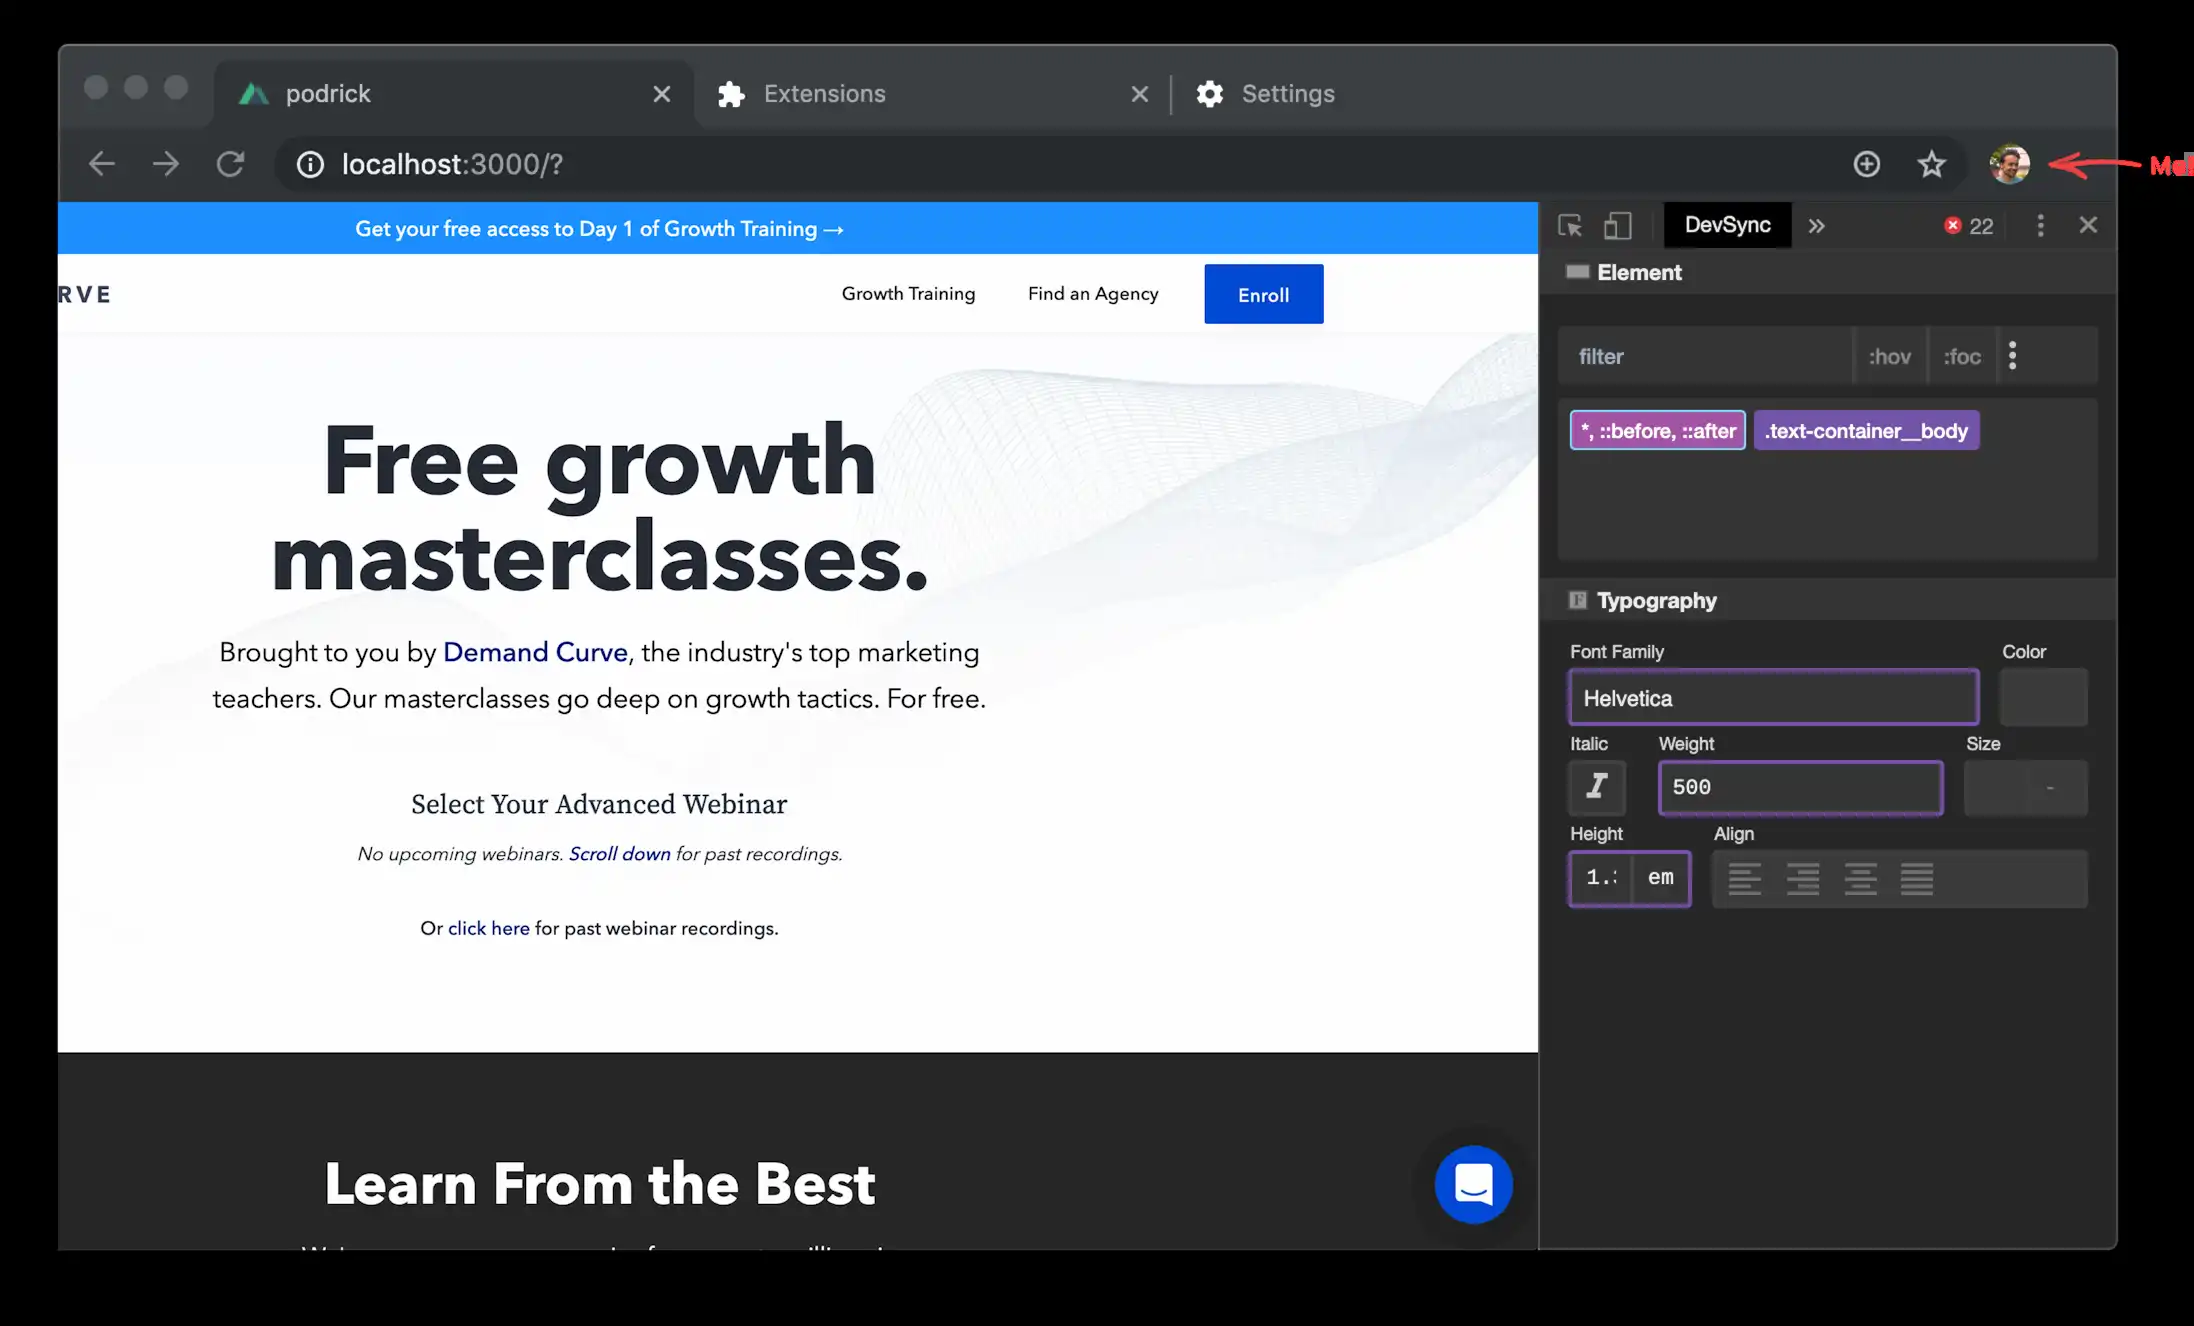 podrick
Extensions
Settings
localhost:3000/?
Get your free access to Day 1 of Growth Training →
RVE
Growth Training
Find an Agency
Enroll
Free growth
masterclasses.
Brought to you by Demand Curve, the industry's top marketing
teachers. Our masterclasses go deep on growth tactics. For free.
Select Your Advanced Webinar
No upcoming webinars. Scroll down for past recordings.
Or click here for past webinar recordings.
Learn From the Best
DevSync
22
Element
filter
:hov
:foc
*, ::before, ::after
.text-container__body
Typography
Font Family
Color
Helvetica
Italic
Weight
Size
I
500
-
Height
Align
em